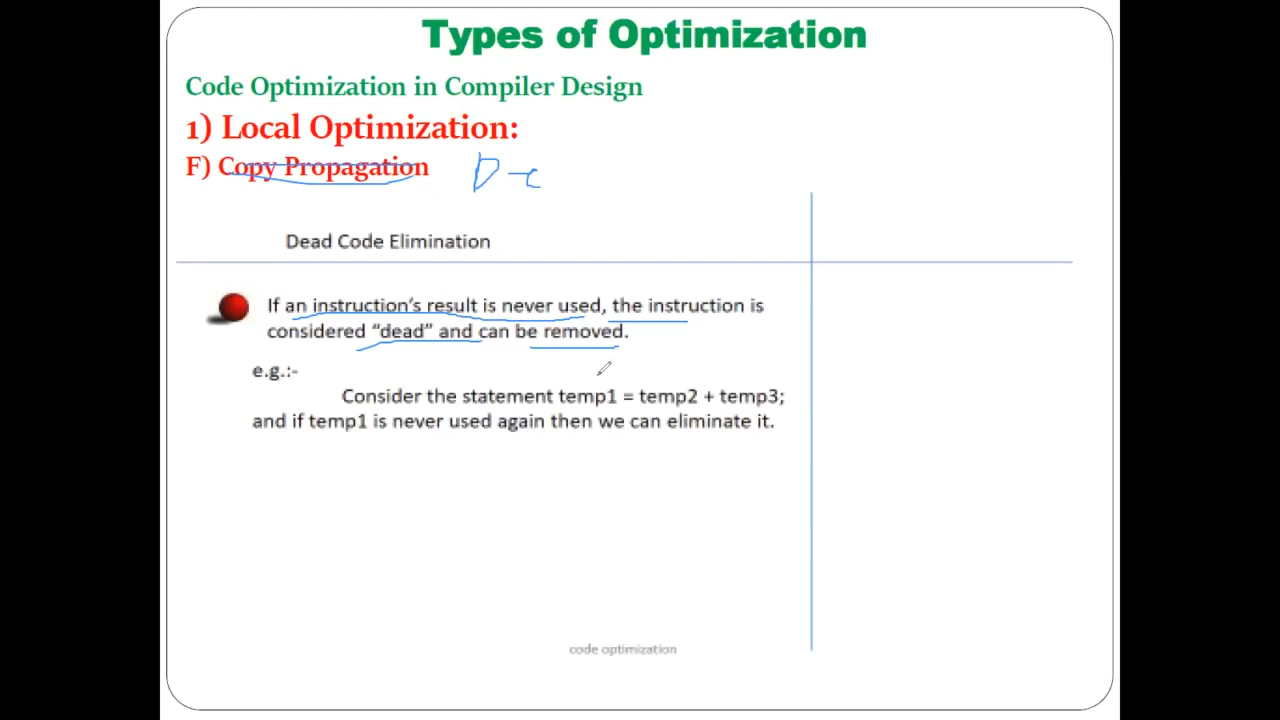 Types of Optimization
Code Optimization in Compiler Design
1) Local Optimization:
F) Copy Propagation D-c
Dead Code Elimination
If an instruction's result is never used, the instruction is
considered "dead" and can be removed.
e.g.:-
Consider the statement temp1 = temp2 + temp3;
and if temp1 is never used again then we can eliminate it.
code optimization